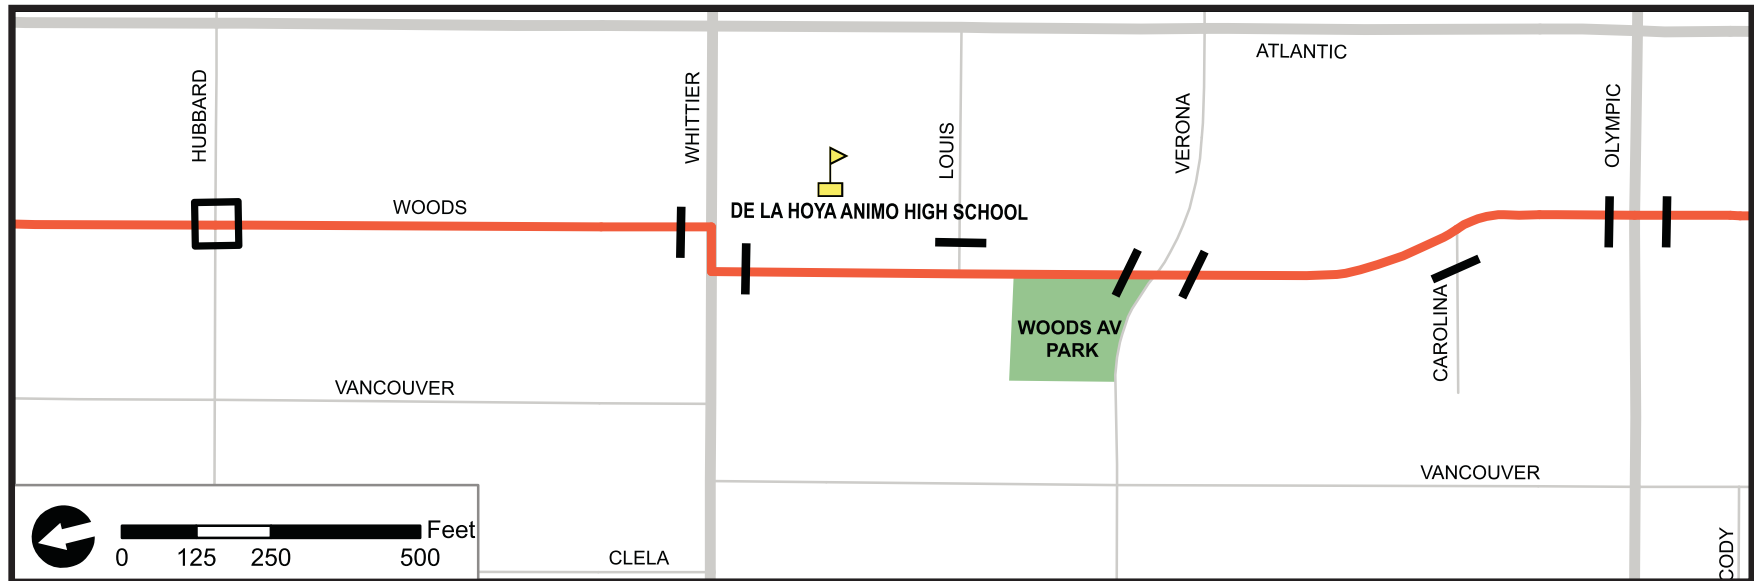 ATLANTIC
HUBBARD
WHITTIER
LOUIS
VERONA
OLYMPIC
WOODS
DE LA HOYA ANIMO HIGH SCHOOL
WOODS AV
PARK
CAROLINA
VANCOUVER
VANCOUVER
CLELA
CODY
Feet
0 125 250 500